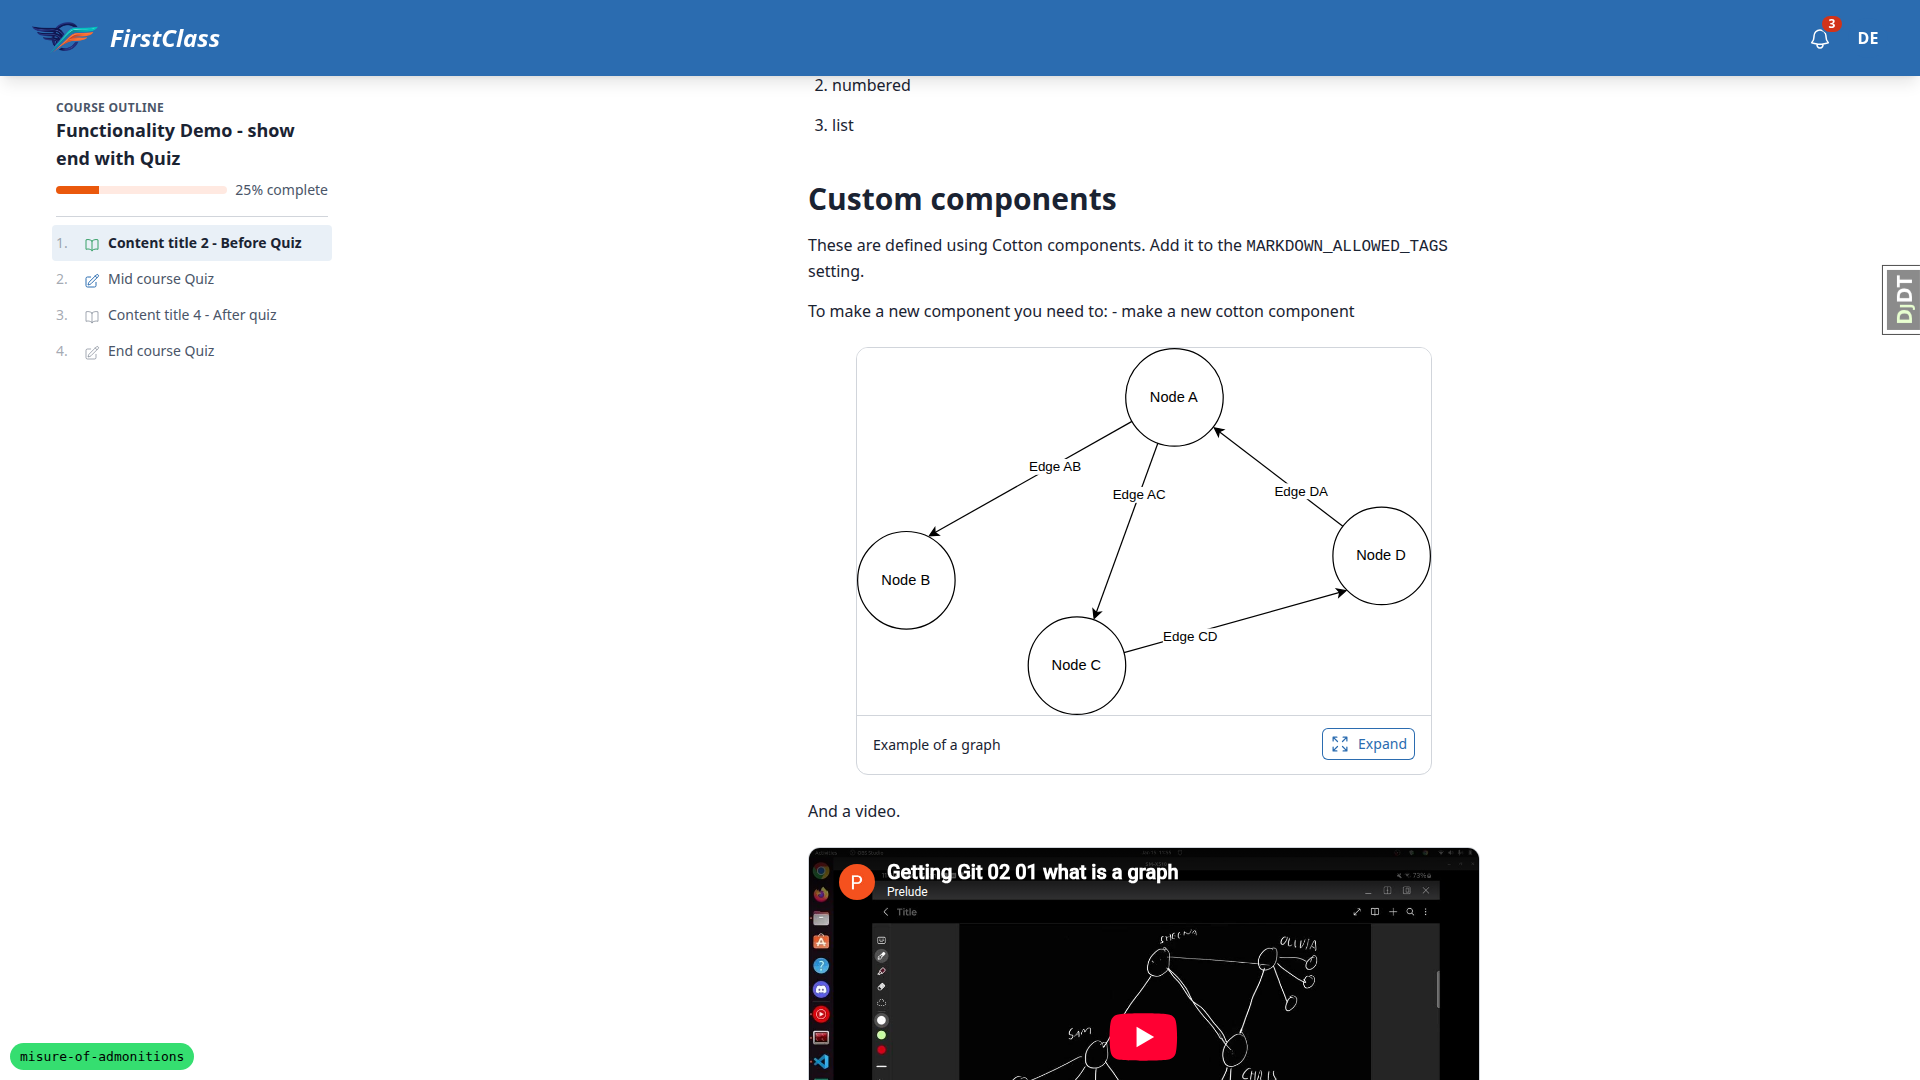 FirstClass
3
DE
COURSE OUTLINE
Functionality Demo - show
end with Quiz
25% complete
1. Content title 2 - Before Quiz
2. Mid course Quiz
3. Content title 4 - After quiz
4. End course Quiz
misure-of-admonitions
2. numbered
3. list
Custom components
These are defined using Cotton components. Add it to the MARKDOWN_ALLOWED_TAGS
setting.
To make a new component you need to: - make a new cotton component
Node A
Edge AB
Edge AC
Edge DA
Node D
Node B
Edge CD
Node C
Example of a graph
Expand
And a video.
P
Getting Git 02 01 what is a graph
Prelude
73%
Title
SHEENA
OLIVIA
SAM
DjDT